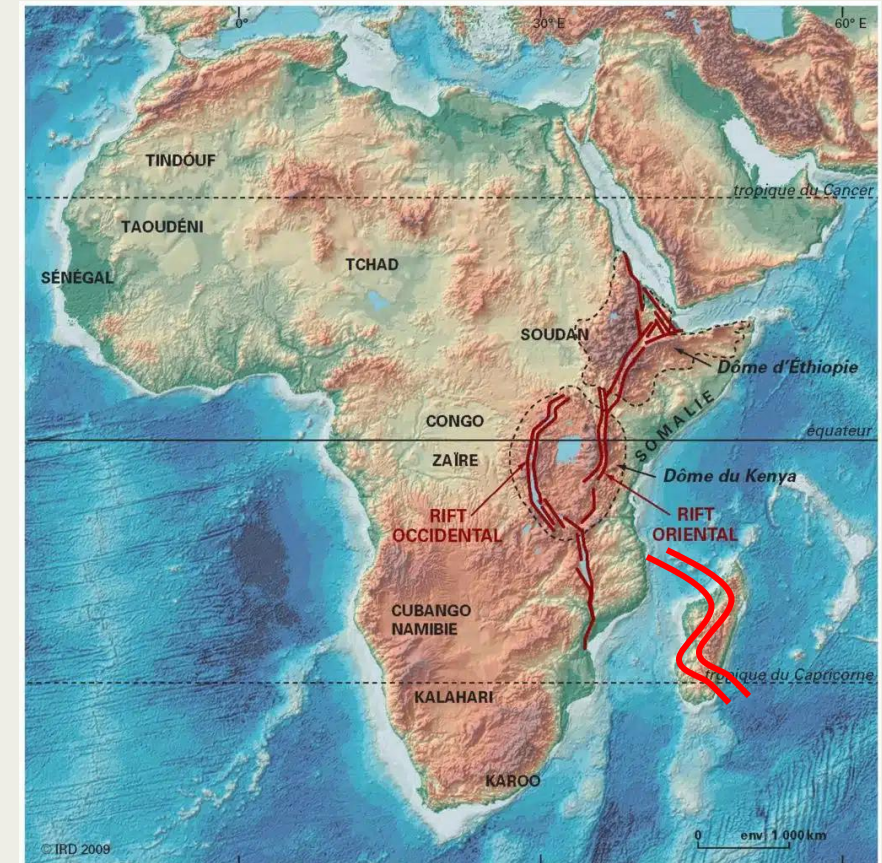 0°
30° E
60° E
TINDÓUF
tropique du Cancer
TAOUDÉNI
TCHAD
SÉNÉGAL
SOUDAN
Dôme d'Éthiopie
CONGO
SOMALIE
équateur
ZAÏRE
Dôme du Kenya
RIFT
OCCIDENTAL
RIFT
ORIENTAL
CUBANGO
NAMIBIE
tropique du Capricorne
KALAHARI
KAROO
0 env. 1 000 km
© IRD 2009